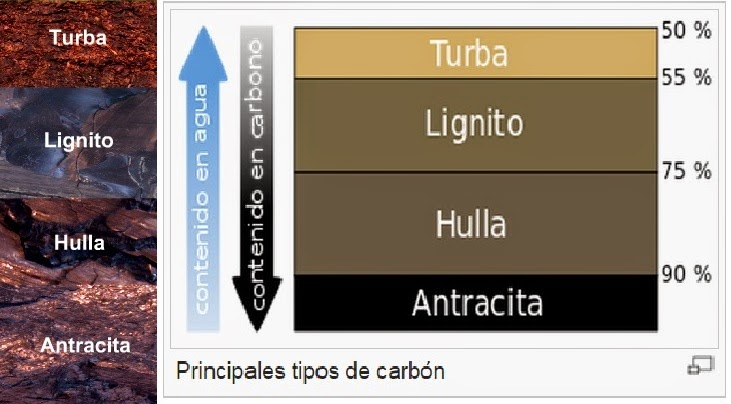 Turba
Lignito
Hulla
Antracita
contenido en agua
contenido en carbono
Turba
Lignito
Hulla
Antracita
50 %
55 %
75 %
90 %
Principales tipos de carbón